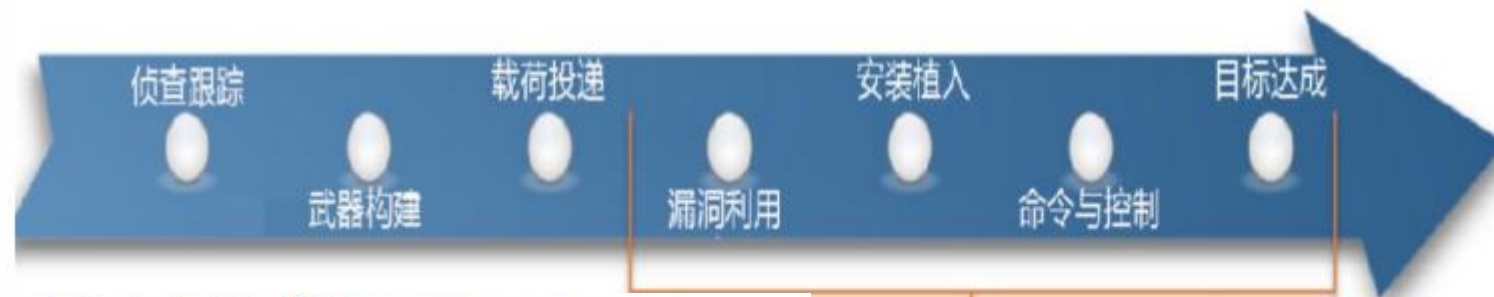 侦查跟踪
武器构建
载荷投递
漏洞利用
安装植入
命令与控制
目标达成